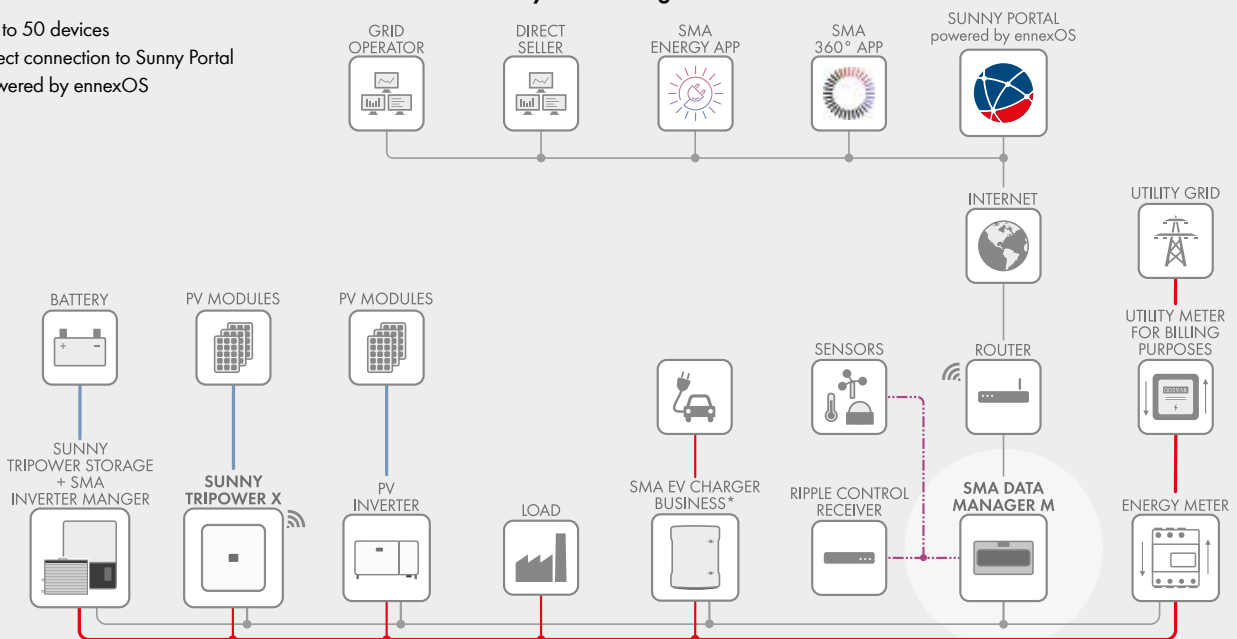 to 50 devices
ect connection to Sunny Portal
wered by ennexOS
GRID
OPERATOR
DIRECT
SELLER
SMA
ENERGY APP
SMA
360° APP
SUNNY PORTAL
powered by ennexOS
INTERNET
UTILITY GRID
BATTERY
PV MODULES
PV MODULES
UTILITY METER
FOR BILLING
PURPOSES
SENSORS
ROUTER
SUNNY
TRIPOWER STORAGE
+ SMA
INVERTER MANGER
SUNNY
TRIPOWER X
PV
INVERTER
LOAD
SMA EV CHARGER
BUSINESS*
RIPPLE CONTROL
RECEIVER
SMA DATA
MANAGER M
ENERGY METER